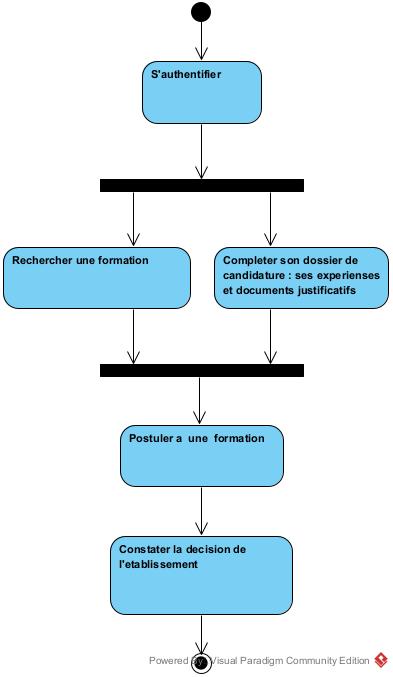 S'authentifier
Rechercher une formation
Completer son dossier de
candidature : ses experienses
et documents justificatifs
Postuler a une formation
Constater la decision de
l'etablissement
Powered By Visual Paradigm Community Edition